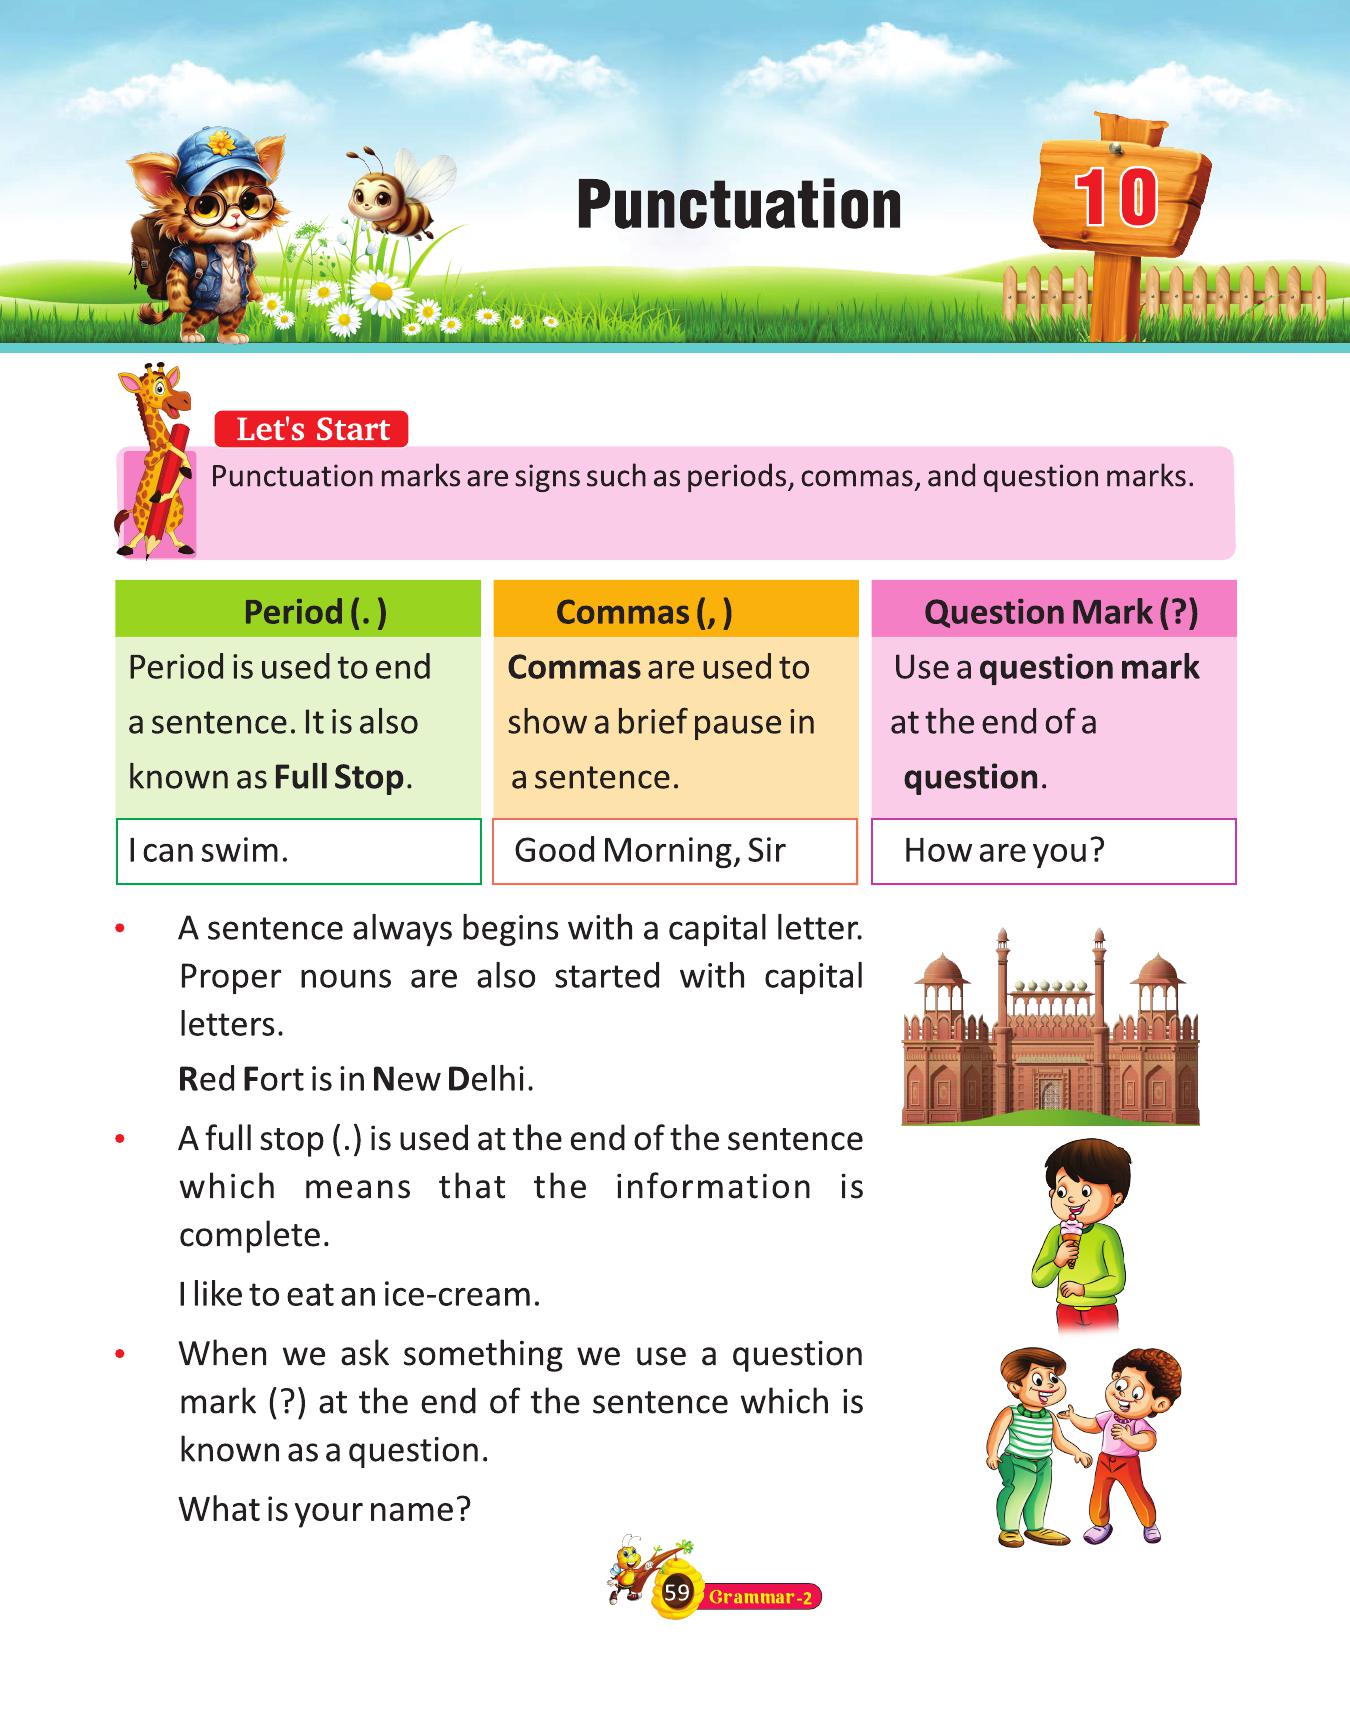 Punctuation
10
Let's Start
Punctuation marks are signs such as periods, commas, and question marks.
Period (. )
Period is used to end
a sentence. It is also
known as Full Stop.
I can swim.
Commas (, )
Commas are used to
show a brief pause in
a sentence.
Good Morning, Sir
Question Mark (?)
Use a question mark
at the end of a
question.
How are you?
• A sentence always begins with a capital letter.
Proper nouns are also started with capital
letters.
Red Fort is in New Delhi.
• A full stop (.) is used at the end of the sentence
which means that the information is
complete.
I like to eat an ice-cream.
• When we ask something we use a question
mark (?) at the end of the sentence which is
known as a question.
What is your name?
59
Grammar-2